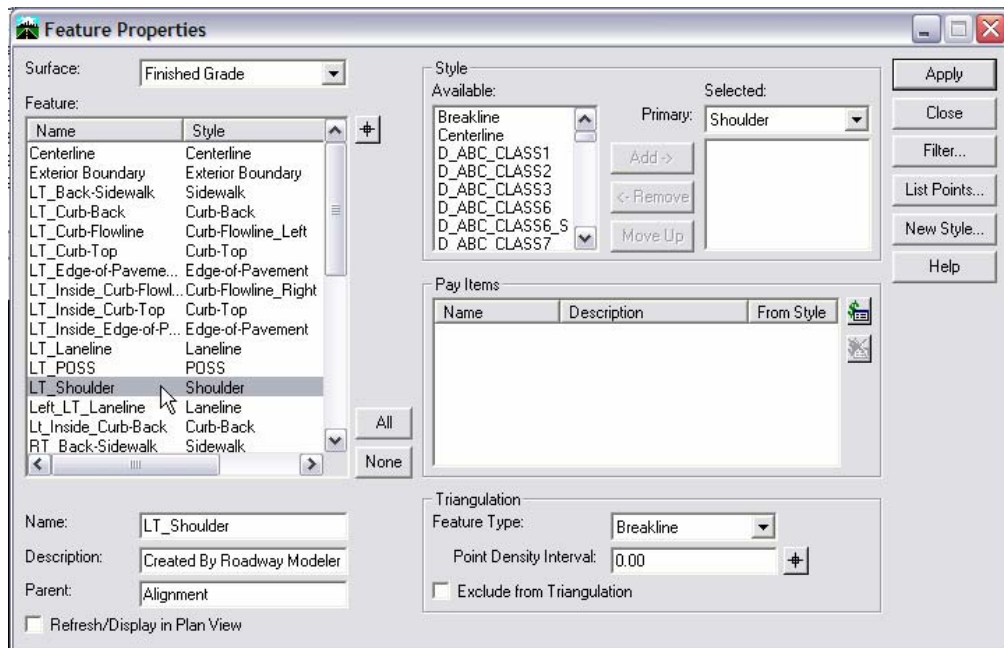 Feature Properties
Surface:
Finished Grade
Feature:
Name Style
Centerline Centerline
Exterior Boundary Exterior Boundary
LT_Back-Sidewalk Sidewalk
LT_Curb-Back Curb-Back
LT_Curb-Flowline Curb-Flowline_Left
LT_Curb-Top Curb-Top
LT_Edge-of-Paveme... Edge-of-Pavement
LT_Inside_Curb-Flowl... Curb-Flowline_Right
LT_Inside_Curb-Top Curb-Top
LT_Inside_Edge-of-P... Edge-of-Pavement
LT_Laneline Laneline
LT_POSS POSS
LT_Shoulder Shoulder
Left_LT_Laneline Laneline
Lt_Inside_Curb-Back Curb-Back
RT_Back-Sidewalk Sidewalk
All
None
Name:
LT_Shoulder
Description:
Created By Roadway Modeler
Parent:
Alignment
Refresh/Display in Plan View
Style
Available:
Breakline
Centerline
D_ABC_CLASS1
D_ABC_CLASS2
D_ABC_CLASS3
D_ABC_CLASS6
D_ABC_CLASS6_S
D_ABC_CLASS7
Add ->
<- Remove
Move Up
Selected:
Primary:
Shoulder
Pay Items
Name Description From Style
Triangulation
Feature Type:
Breakline
Point Density Interval:
0.00
Exclude from Triangulation
Apply
Close
Filter...
List Points...
New Style...
Help